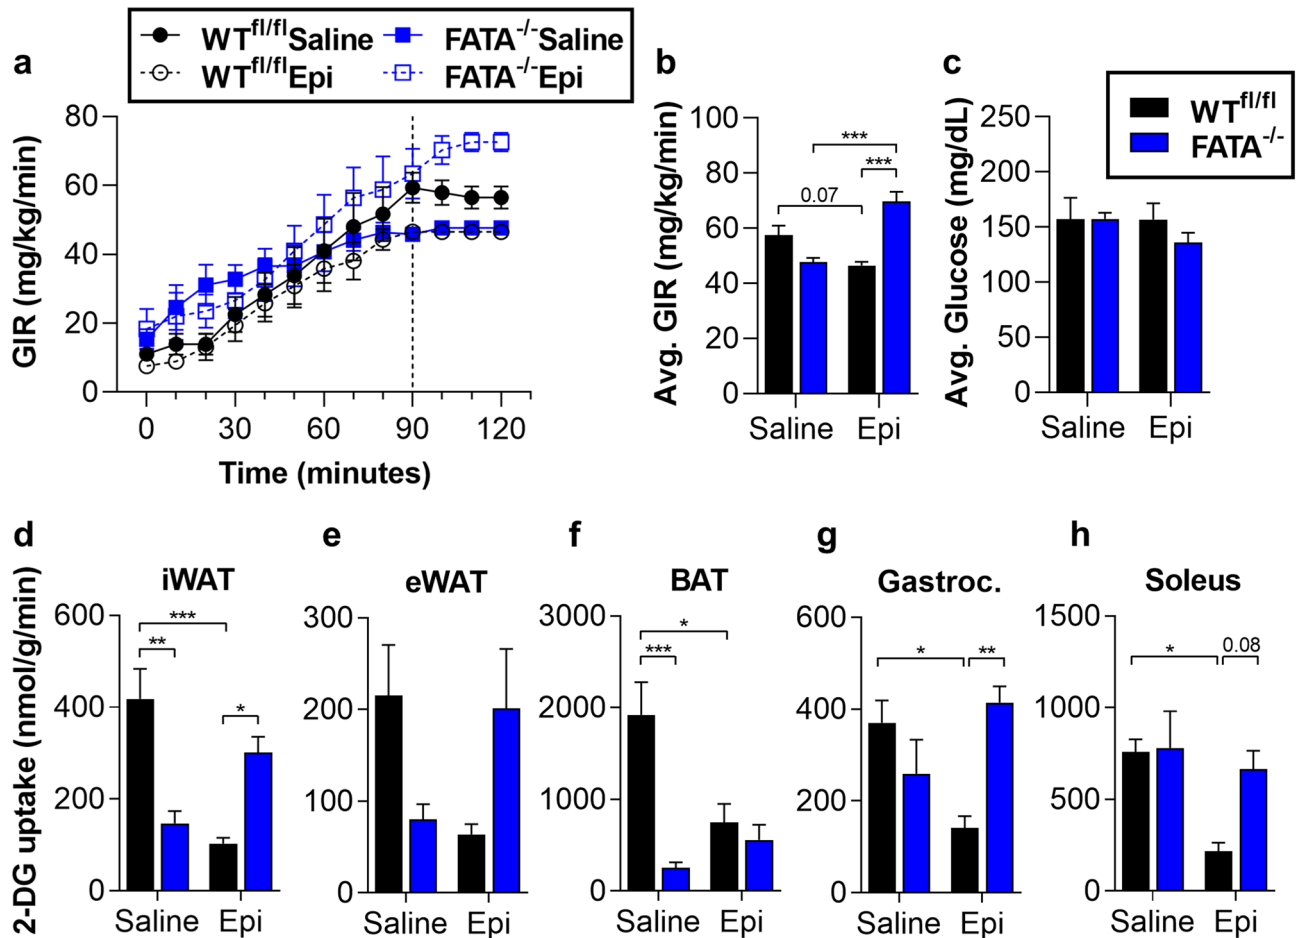 a
WTfl/fl Saline
FATA-/- Saline
WTfl/fl Epi
FATA-/- Epi
GIR (mg/kg/min)
80
60
40
20
0
0 30 60 90 120
Time (minutes)
b
Avg. GIR (mg/kg/min)
100
80
60
40
20
0
***
***
0.07
Saline Epi
c
Avg. Glucose (mg/dL)
250
200
150
100
50
0
Saline Epi
WTfl/fl
FATA-/-
2-DG uptake (nmol/g/min)
d
iWAT
600
400
200
0
***
**
*
Saline Epi
e
eWAT
300
200
100
0
Saline Epi
f
BAT
3000
2000
1000
0
*
***
Saline Epi
g
Gastroc.
600
400
200
0
*
**
Saline Epi
h
Soleus
1500
1000
500
0
*
0.08
Saline Epi